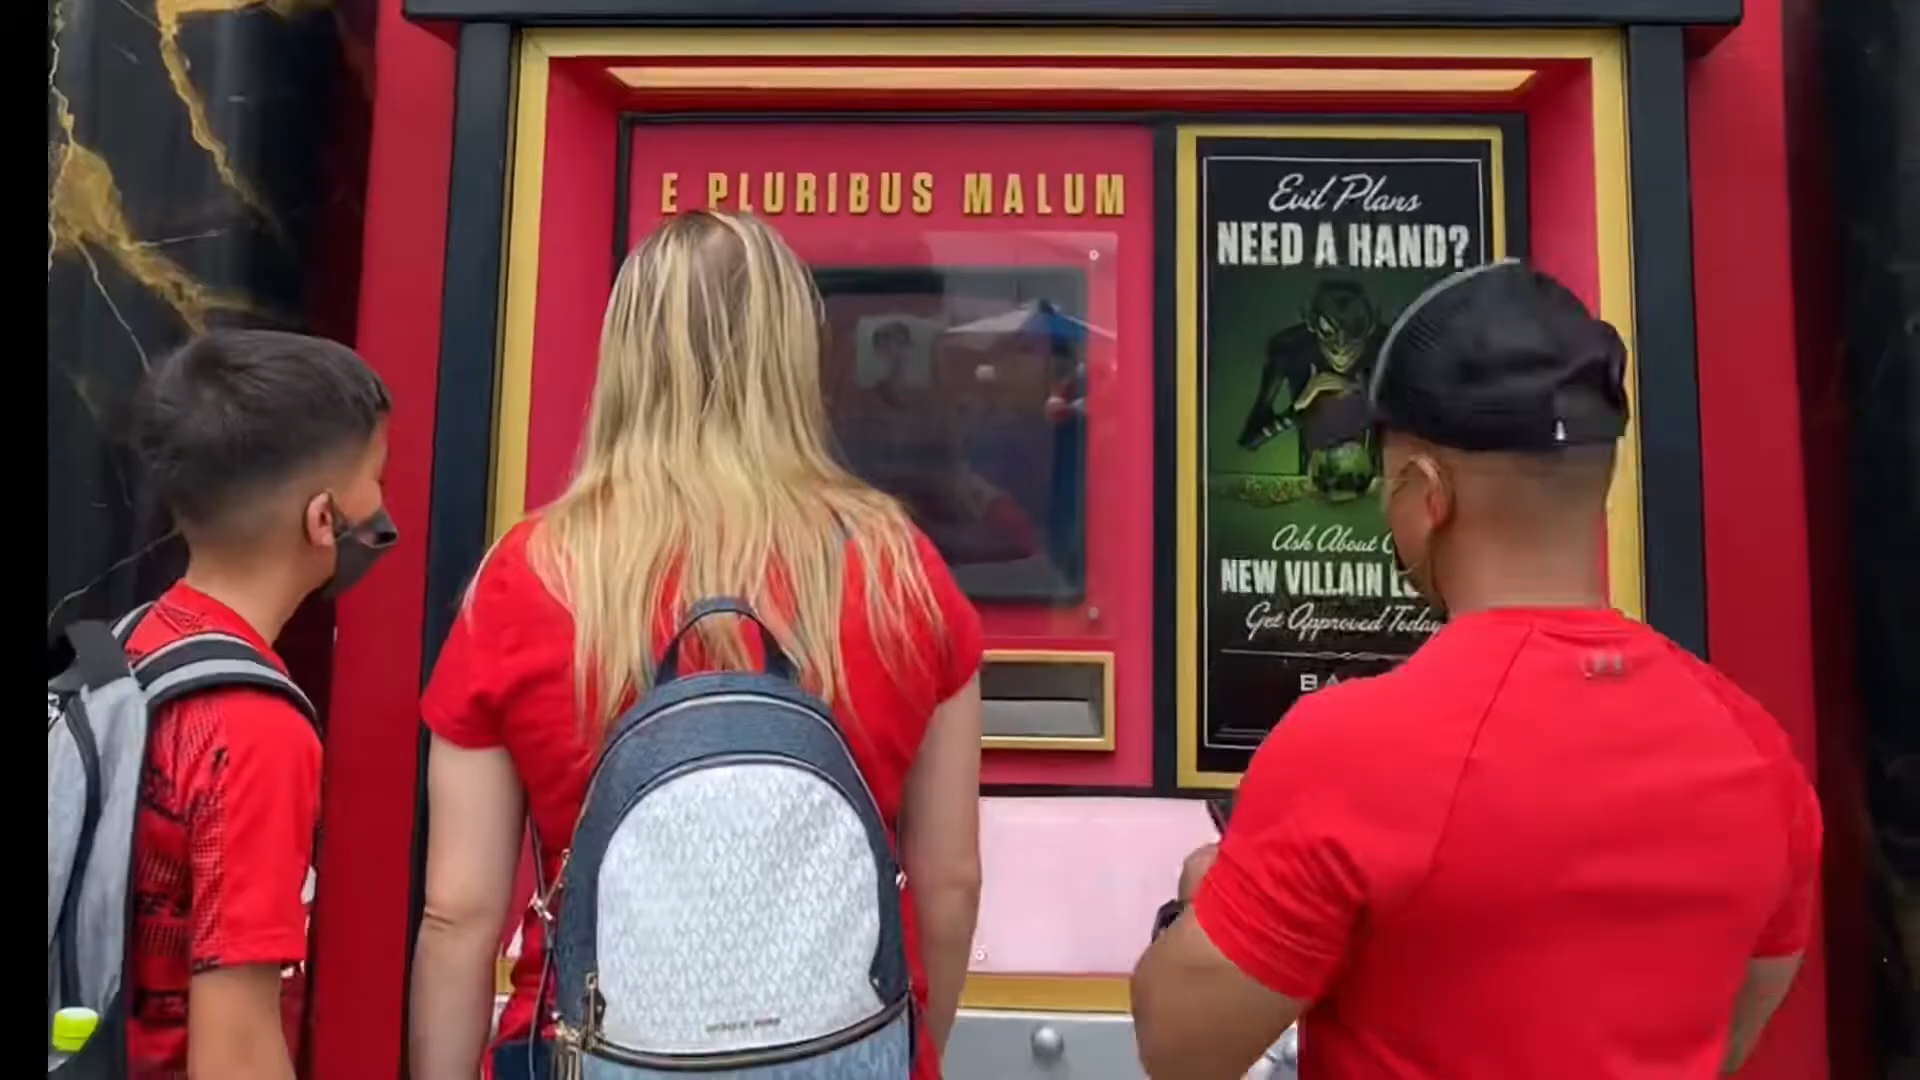 E PLURIBUS MALUM
Evil Plans
NEED A HAND?
Ask About
NEW VILLAIN
Get Approved Today